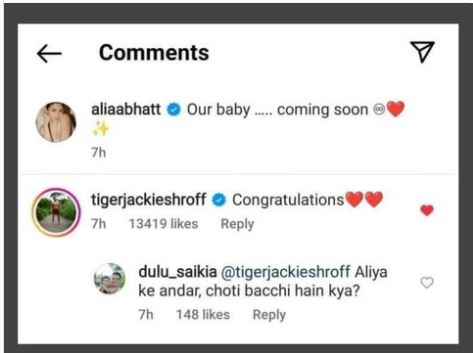 Comments
aliaabhatt Our baby ..... coming soon ♾️❤️
✨
7h
tigerjackieshroff Congratulations❤️❤️
7h 13419 likes Reply
dulu_saikia @tigerjackieshroff Aliya
ke andar, choti bacchi hain kya?
7h 148 likes Reply